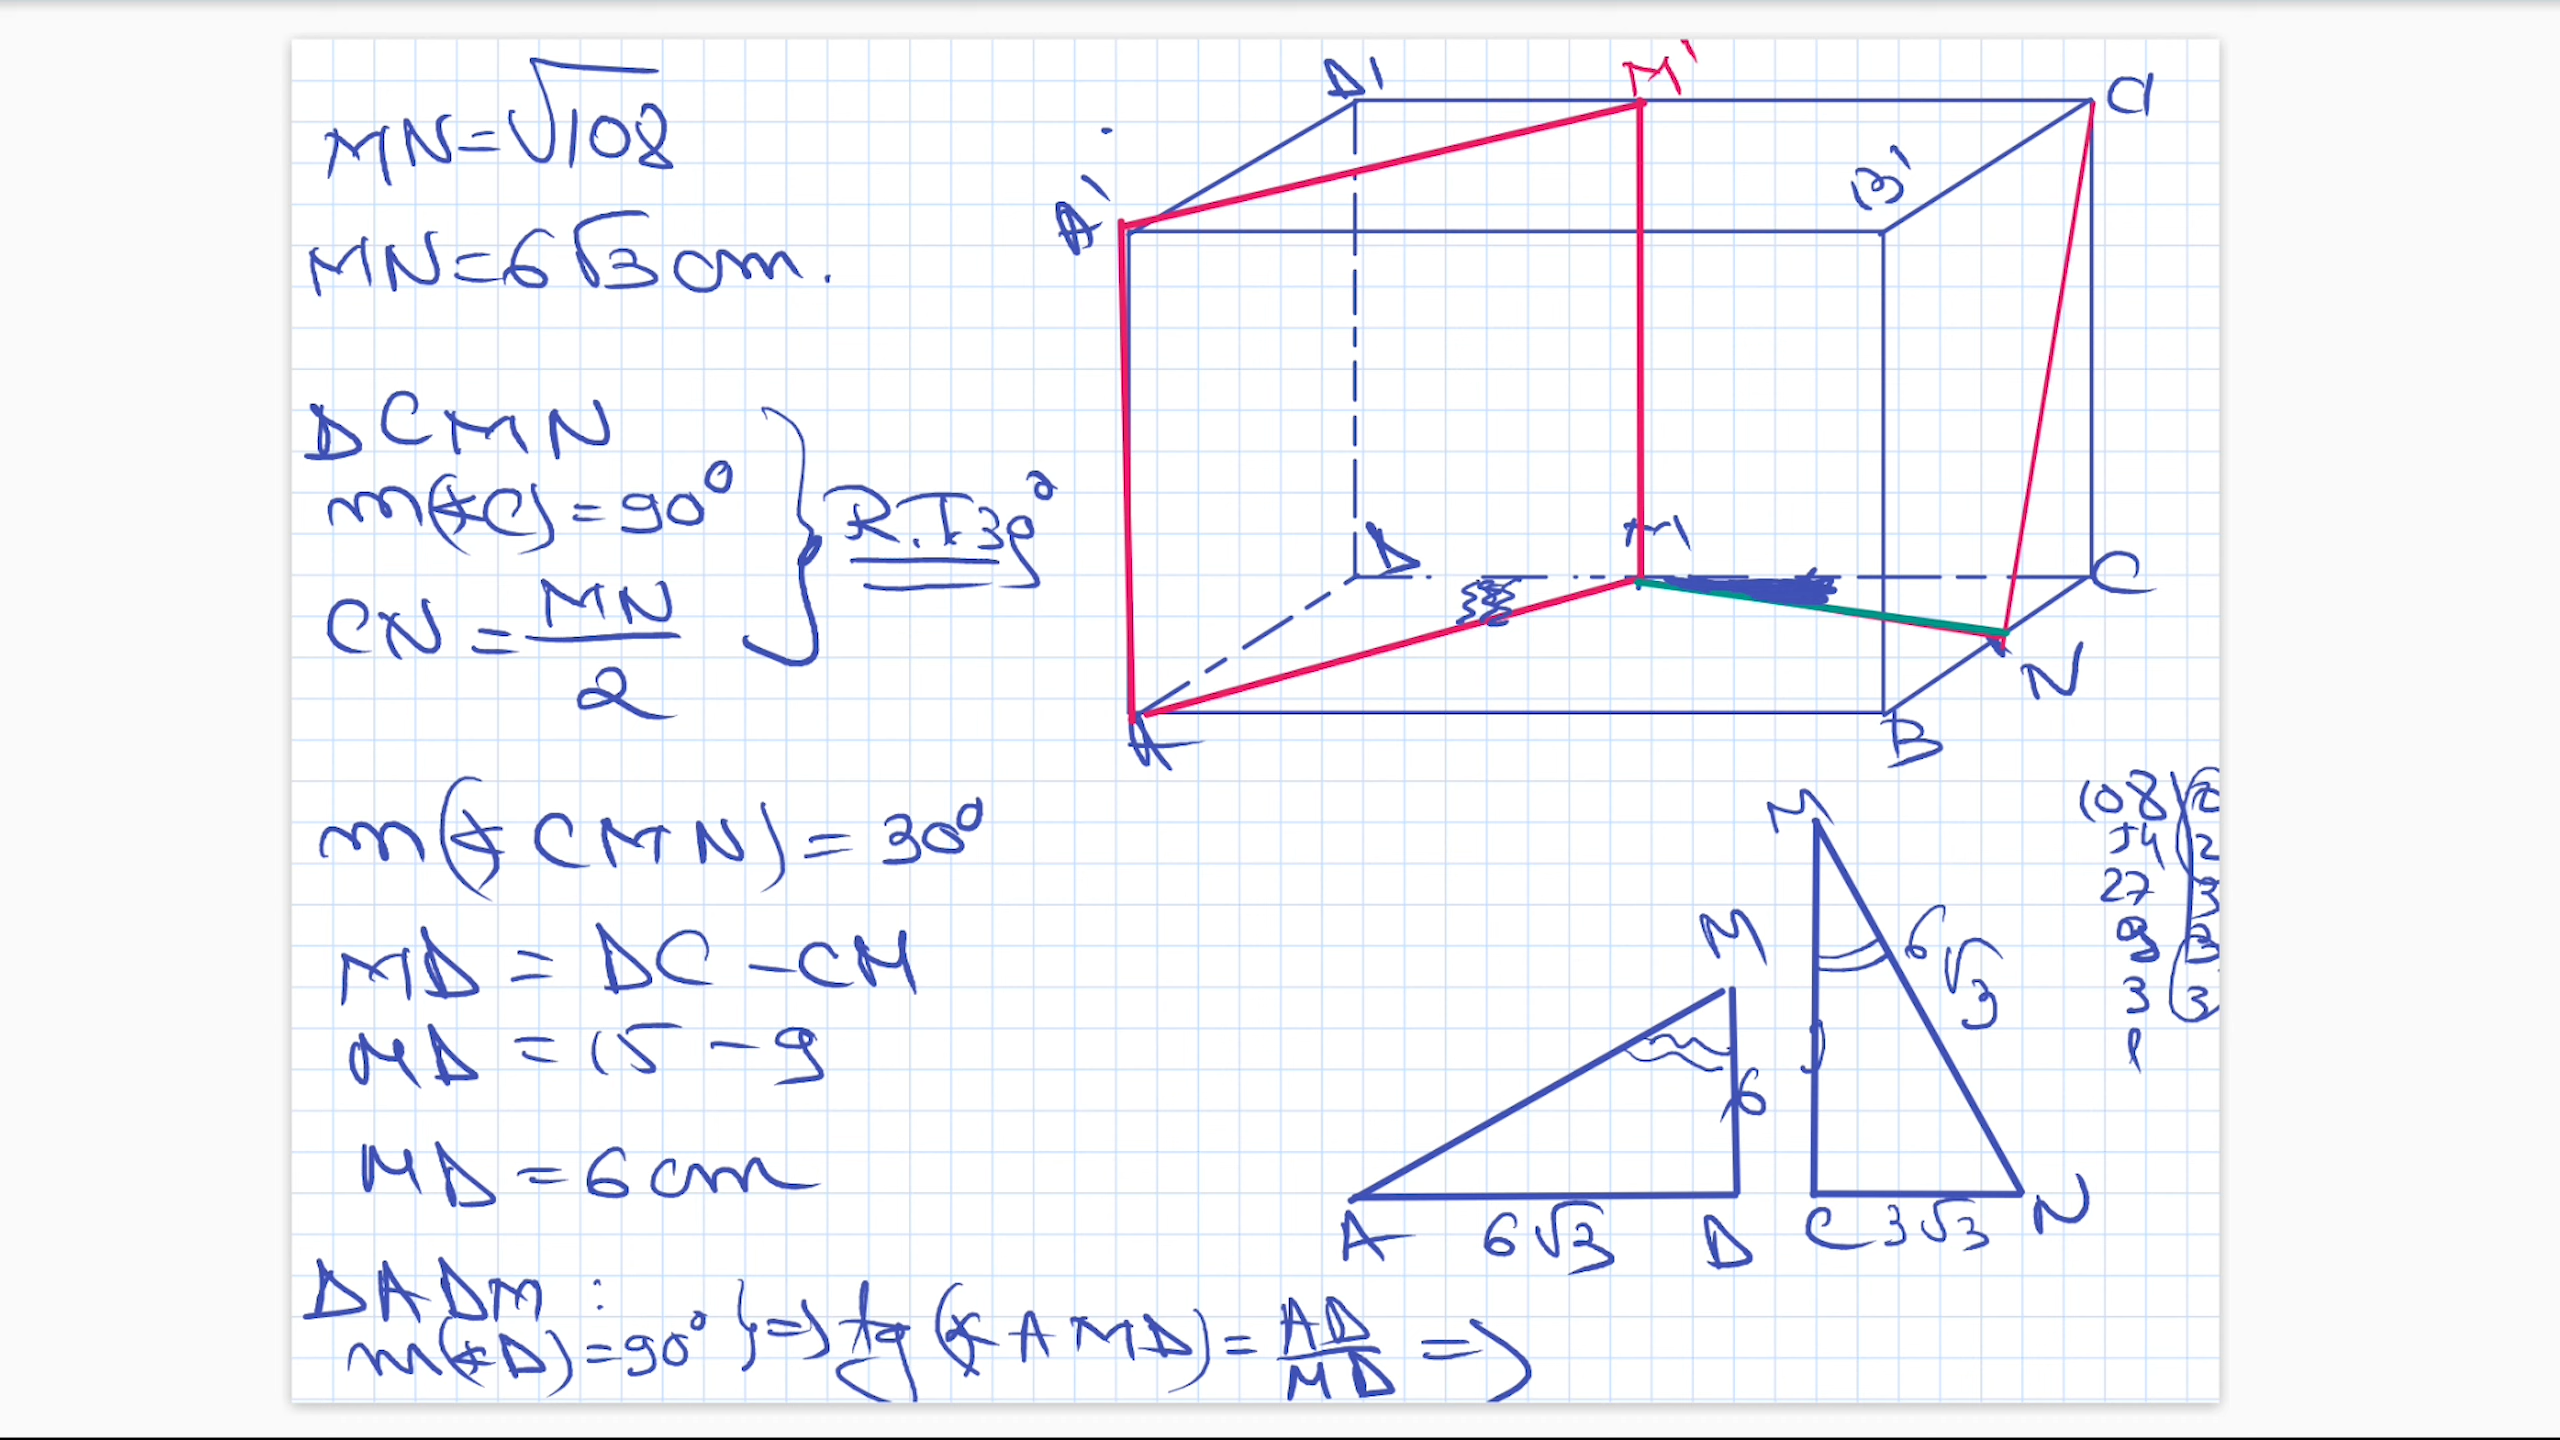 MN=√108
MN=6√3 cm.
Δ CMN
m(∢C)=90°
CN = MN/2
R.T 30°
m(∢CMN)=30°
MD = DC-CM
MD = 15-9
MD = 6 cm
Δ ADM :
m(∢D)=90° }=> tg(∢AMD)= AD/MD =>
D'
M'
C'
A'
B'
D
M
C
N
A
B
M
6√3
M
6
A
6√3
D
C
3√3
N
108 2
54 2
27 3
9 3
3 3
1